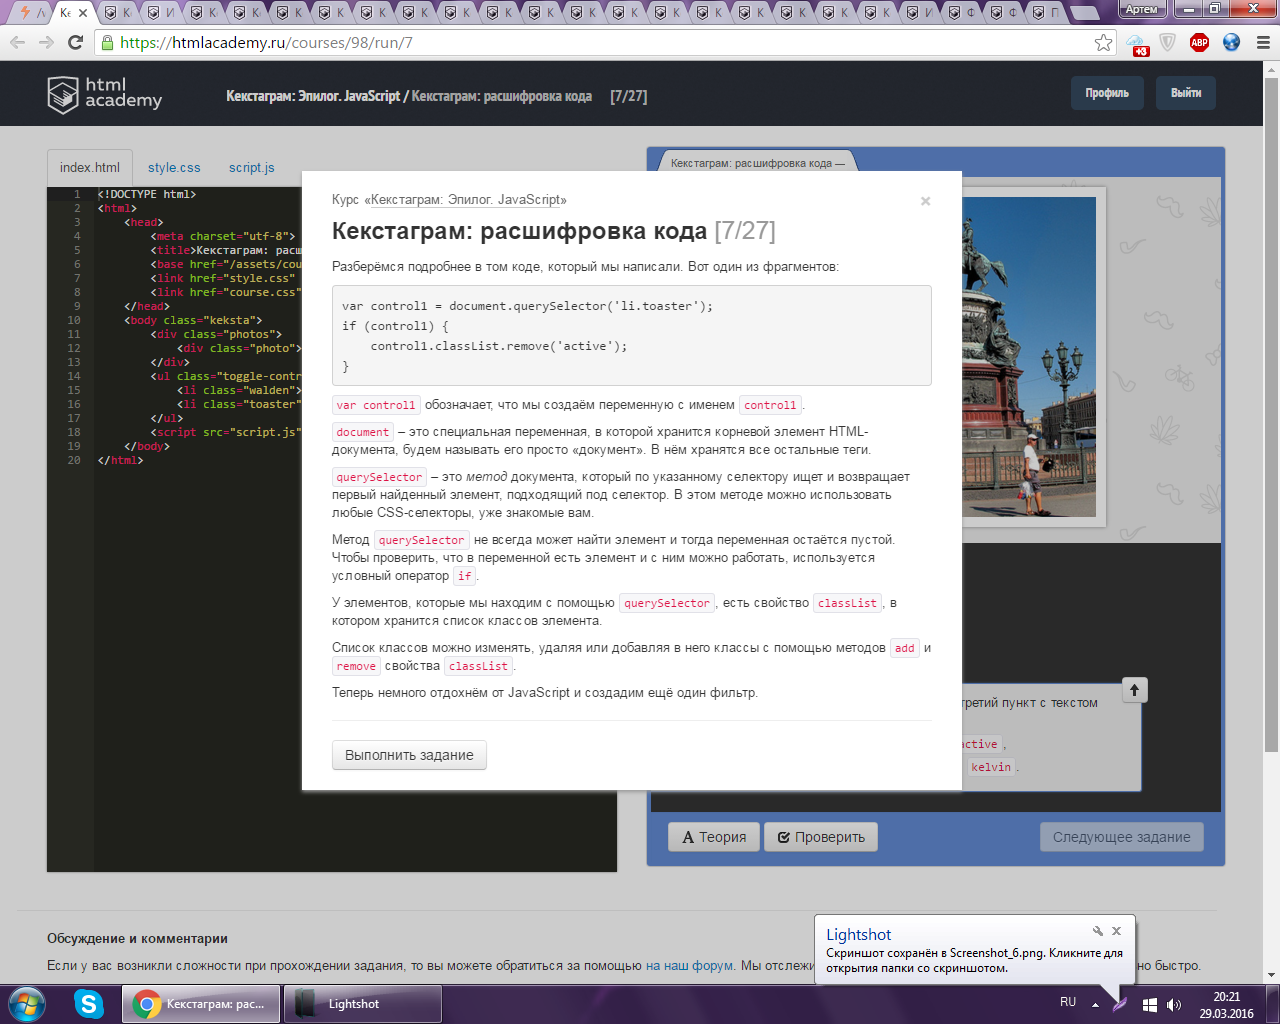 Артем
https://htmlacademy.ru/courses/98/run/7
+3
ABP
html
academy
Кекстаграм: Эпилог. JavaScript / Кекстаграм: расшифровка кода [7/27]
Профиль
Выйти
index.html
style.css
script.js
Кекстаграм: расшифровка кода —
1 <!DOCTYPE html>
2 <html>
3 <head>
4 <meta charset="utf-8">
5 <title>Кекстаграм: расш
6 <base href="/assets/cou
7 <link href="style.css"
8 <link href="course.css"
9 </head>
10 <body class="keksta">
11 <div class="photos">
12 <div class="photo">
13 </div>
14 <ul class="toggle-contr
15 <li class="walden">
16 <li class="toaster"
17 </ul>
18 <script src="script.js"
19 </body>
20 </html>
Курс «Кекстаграм: Эпилог. JavaScript»
Кекстаграм: расшифровка кода [7/27]
Разберёмся подробнее в том коде, который мы написали. Вот один из фрагментов:
var control1 = document.querySelector('li.toaster');
if (control1) {
control1.classList.remove('active');
}
var control1 обозначает, что мы создаём переменную с именем control1.
document – это специальная переменная, в которой хранится корневой элемент HTML-
документа, будем называть его просто «документ». В нём хранятся все остальные теги.
querySelector – это метод документа, который по указанному селектору ищет и возвращает
первый найденный элемент, подходящий под селектор. В этом методе можно использовать
любые CSS-селекторы, уже знакомые вам.
Метод querySelector не всегда может найти элемент и тогда переменная остаётся пустой.
Чтобы проверить, что в переменной есть элемент и с ним можно работать, используется
условный оператор if.
У элементов, которые мы находим с помощью querySelector, есть свойство classList, в
котором хранится список классов элемента.
Список классов можно изменять, удаляя или добавляя в него классы с помощью методов add и
remove свойства classList.
Теперь немного отдохнём от JavaScript и создадим ещё один фильтр.
Выполнить задание
третий пункт с текстом
active,
kelvin.
Теория
Проверить
Следующее задание
Обсуждение и комментарии
Если у вас возникли сложности при прохождении задания, то вы можете обратиться за помощью на наш форум. Мы отслежи
но быстро.
Lightshot
Скриншот сохранён в Screenshot_6.png. Кликните для
открытия папки со скриншотом.
Кекстаграм: рас...
Lightshot
RU
20:21
29.03.2016